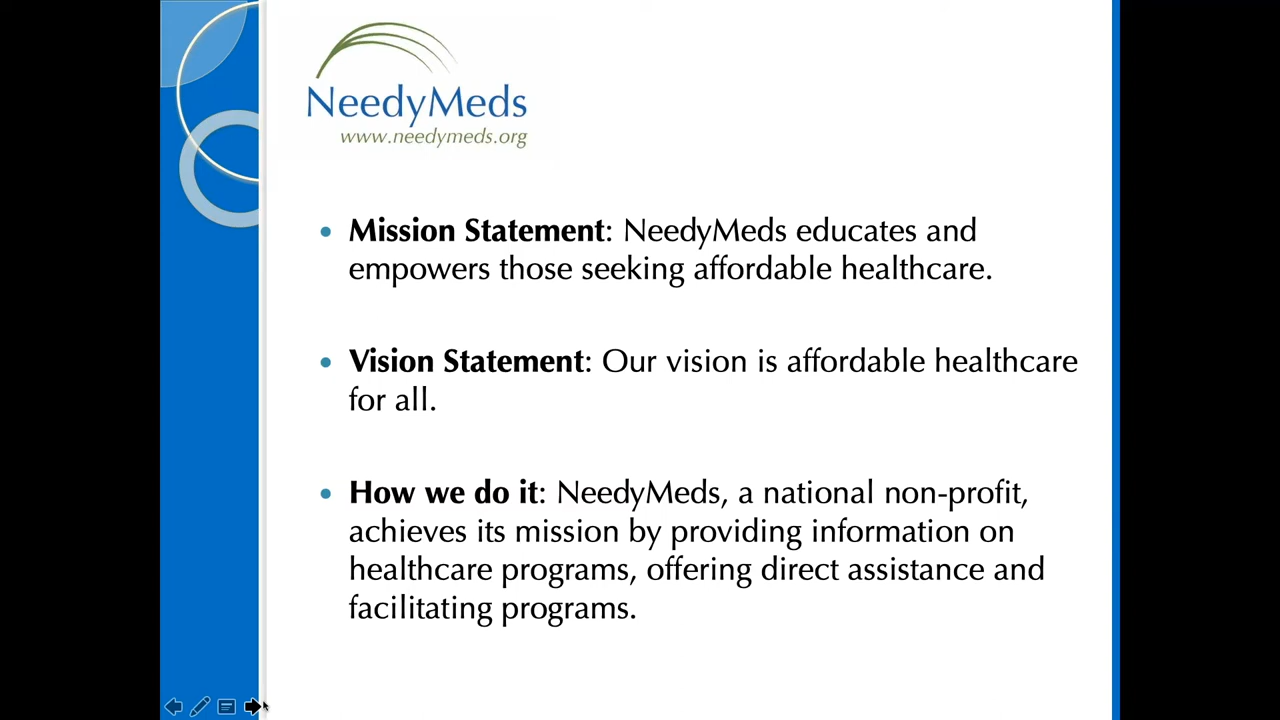 NeedyMeds
www.needymeds.org
• Mission Statement: NeedyMeds educates and
empowers those seeking affordable healthcare.
• Vision Statement: Our vision is affordable healthcare
for all.
• How we do it: NeedyMeds, a national non-profit,
achieves its mission by providing information on
healthcare programs, offering direct assistance and
facilitating programs.